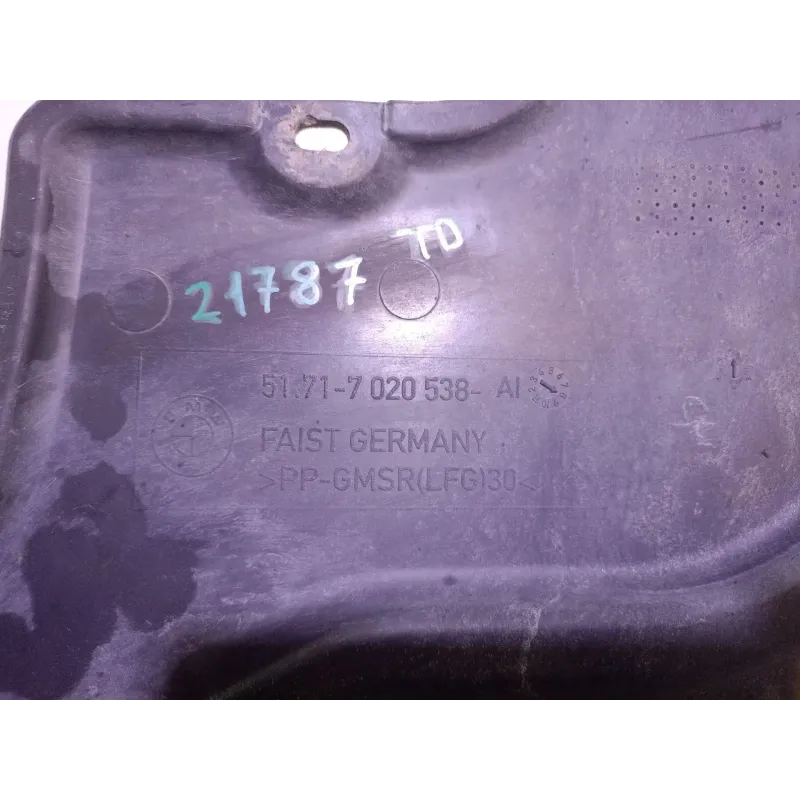 21787 TD
51.71-7 020 538- AI
FAIST GERMANY
>PP-GMSR(LFG)30<